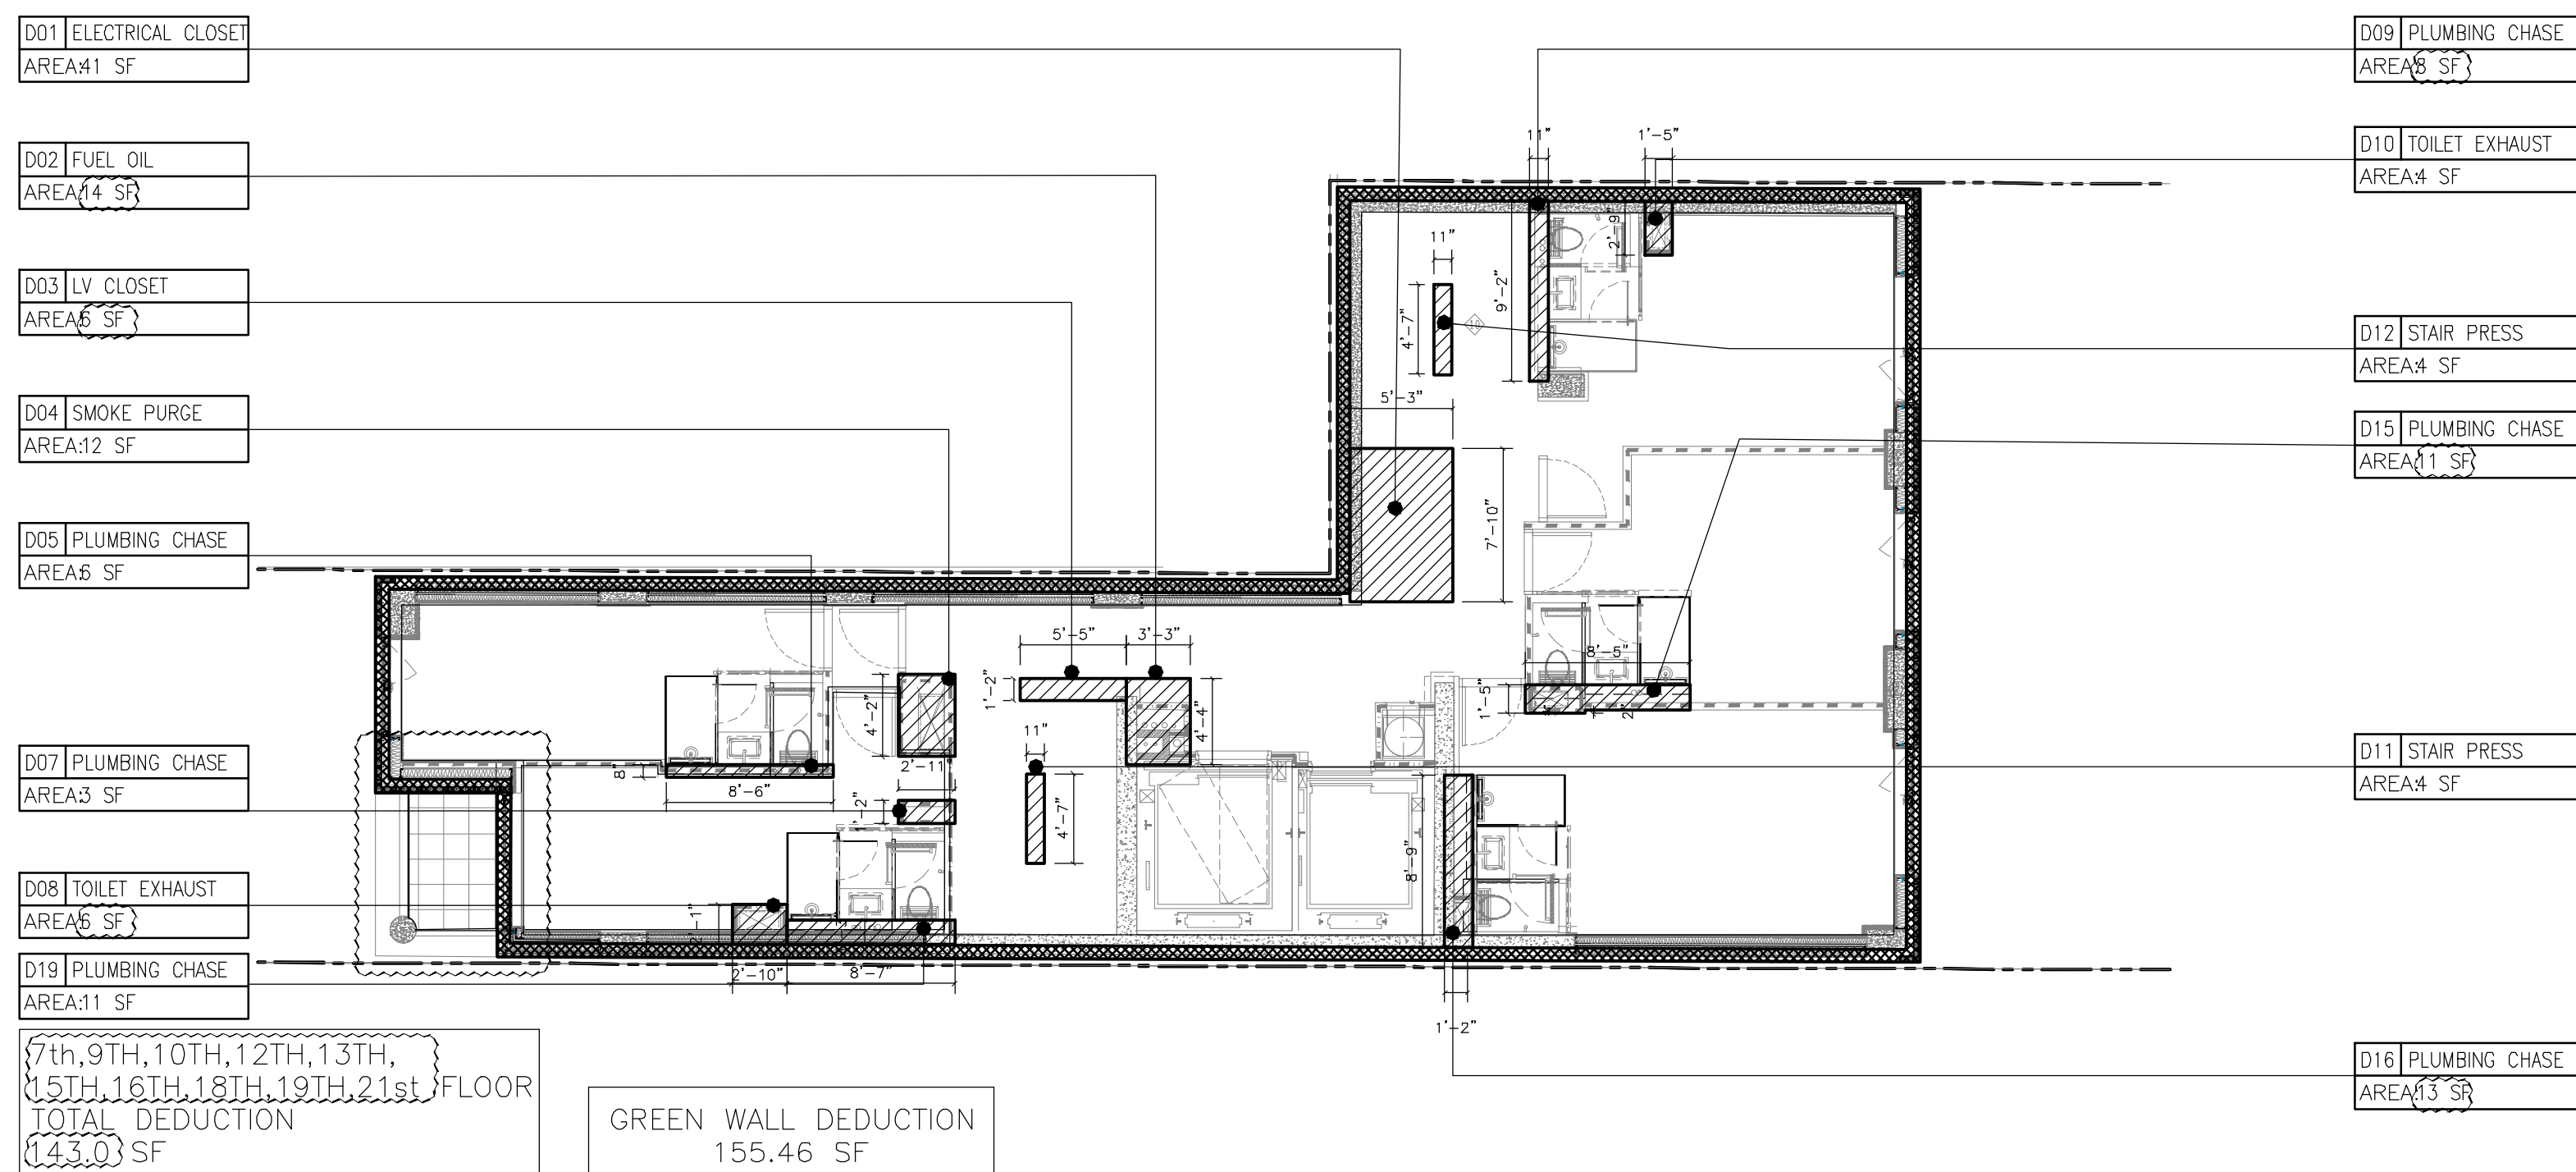 D01 ELECTRICAL CLOSET
AREA:41 SF
D02 FUEL OIL
AREA:14 SF
D03 LV CLOSET
AREA:6 SF
D04 SMOKE PURGE
AREA:12 SF
D05 PLUMBING CHASE
AREA:6 SF
D07 PLUMBING CHASE
AREA:3 SF
D08 TOILET EXHAUST
AREA:6 SF
D19 PLUMBING CHASE
AREA:11 SF
7th,9TH,10TH,12TH,13TH,
15TH,16TH,18TH,19TH,21st FLOOR
TOTAL DEDUCTION
143.0 SF
GREEN WALL DEDUCTION
155.46 SF
11"
1'-5"
2'-9"
11"
9'-2"
4'-7"
5'-3"
7'-10"
5'-5"
3'-3"
8'-5"
1'-2"
4'-2"
4'-4"
1'-5"
2'
11"
8"
2'-11"
8'-6"
1'-2"
4'-7"
8'-9"
2'-1"
2'-10"
8'-7"
1'-2"
D09 PLUMBING CHASE
AREA:8 SF
D10 TOILET EXHAUST
AREA:4 SF
D12 STAIR PRESS
AREA:4 SF
D15 PLUMBING CHASE
AREA:11 SF
D11 STAIR PRESS
AREA:4 SF
D16 PLUMBING CHASE
AREA:13 SF